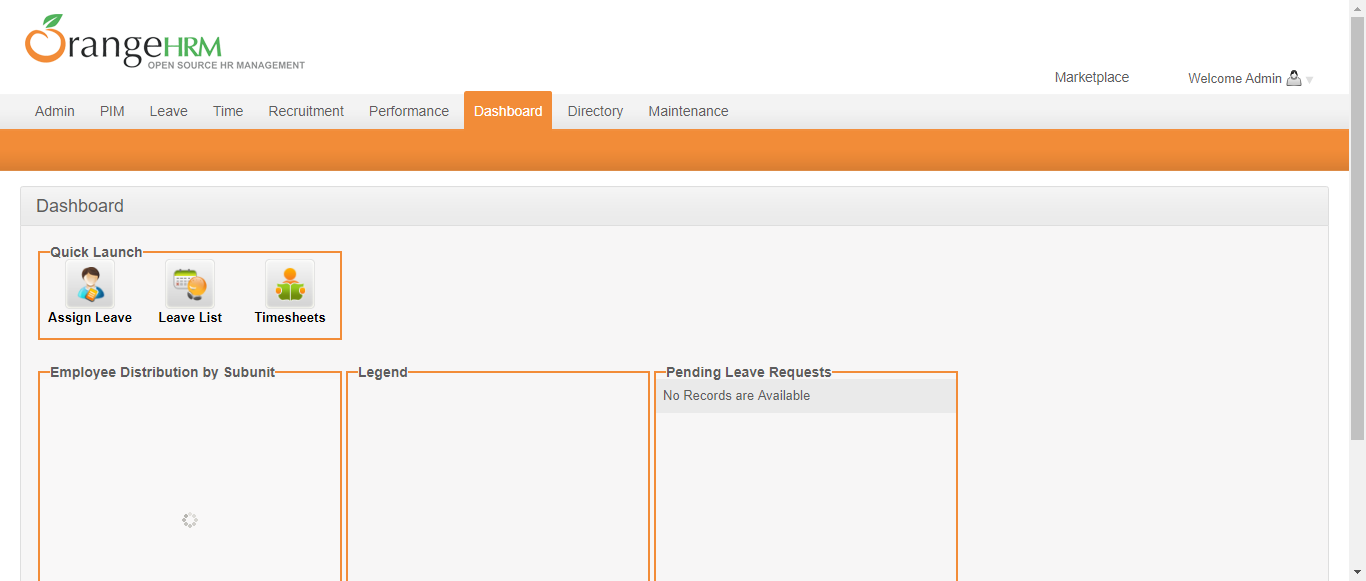 OrangeHRM
OPEN SOURCE HR MANAGEMENT
Marketplace
Welcome Admin
Admin PIM Leave Time Recruitment Performance Dashboard Directory Maintenance
Dashboard
Quick Launch
Assign Leave Leave List Timesheets
Employee Distribution by Subunit
Legend
Pending Leave Requests
No Records are Available